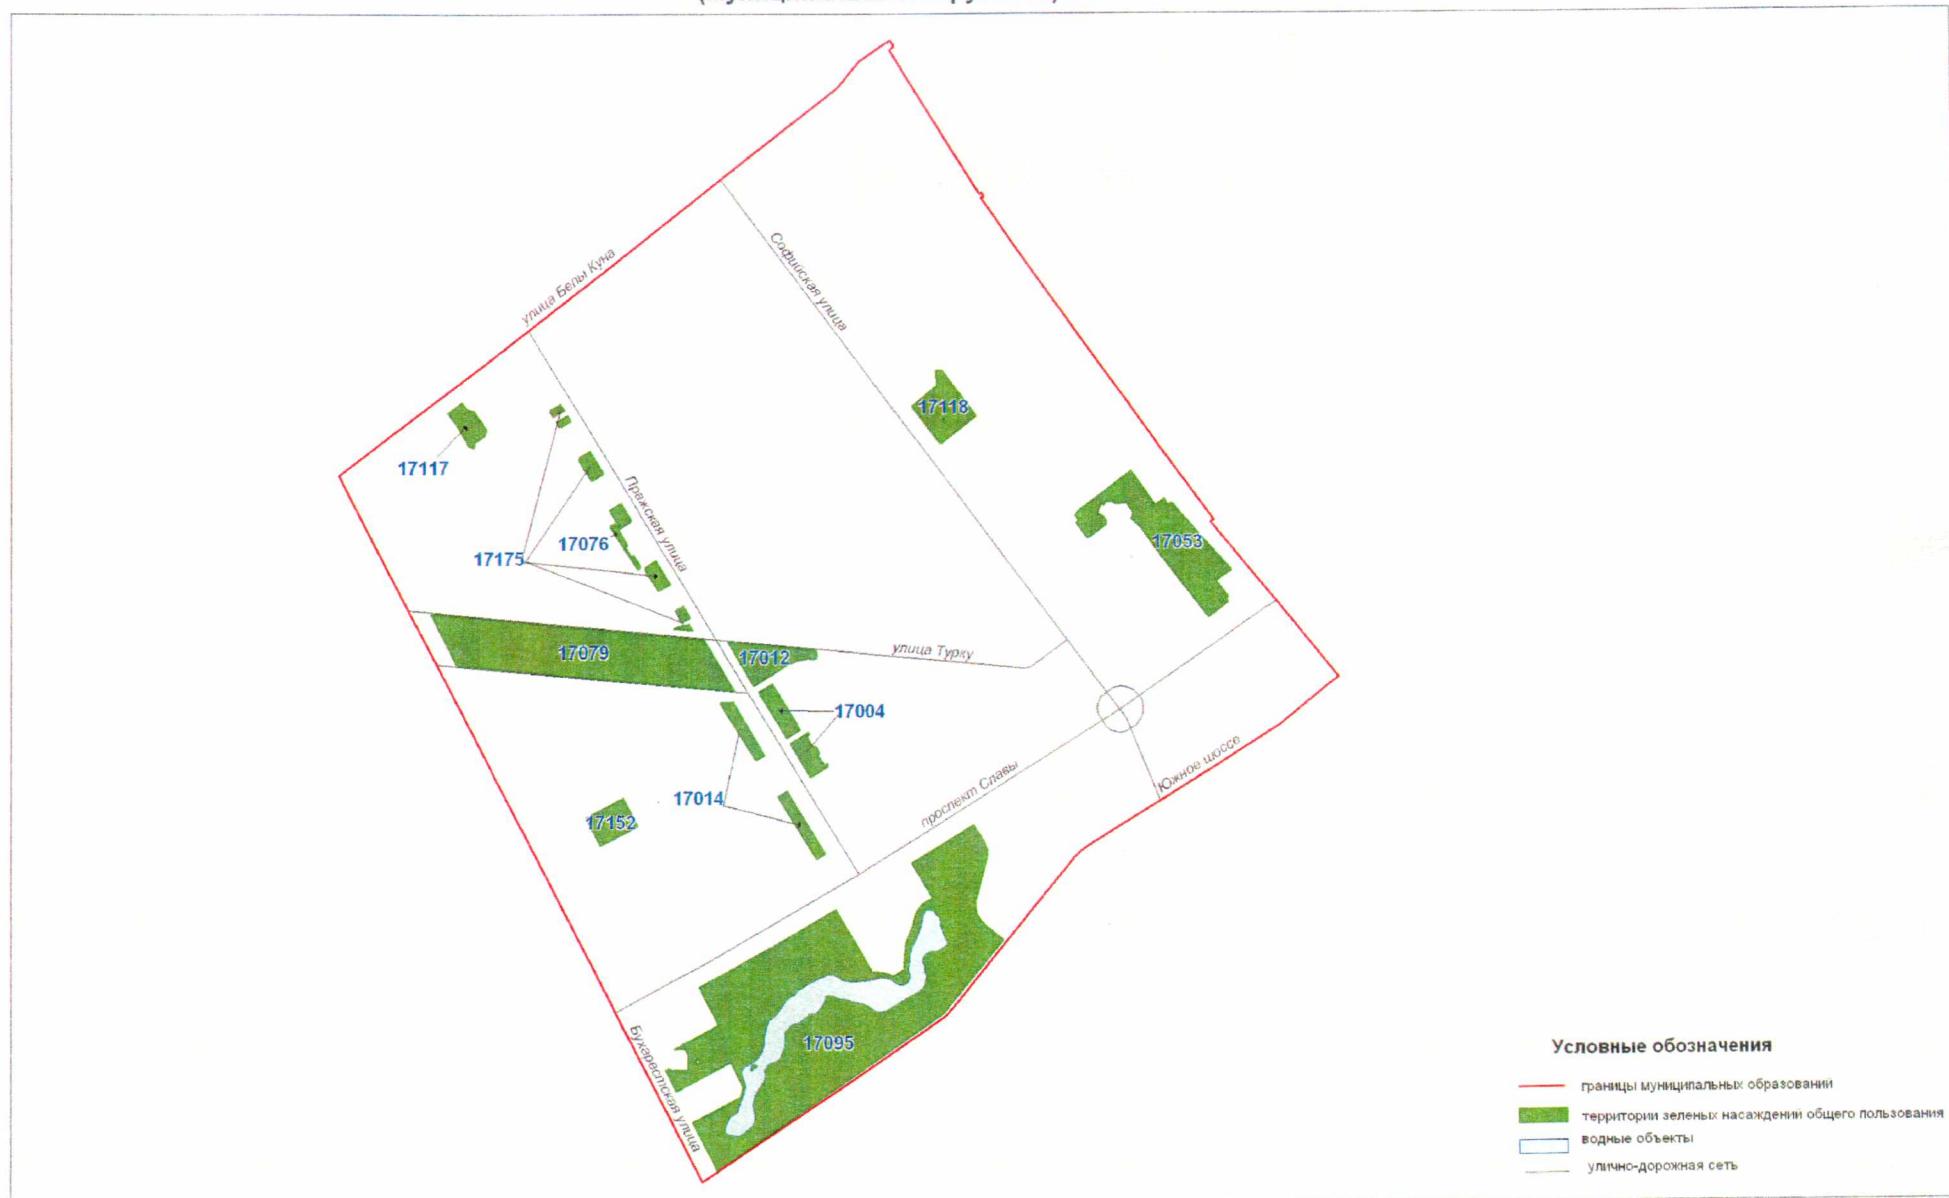 улица Белы Куна
Софийская улица
17118
17117
Пражская улица
17053
17076
17175
17079
17012
улица Турку
17004
проспект Славы
Южное шоссе
17014
17152
17095
Бухарестская улица
Условные обозначения
границы муниципальных образований
территории зеленых насаждений общего пользования
водные объекты
улично-дорожная сеть